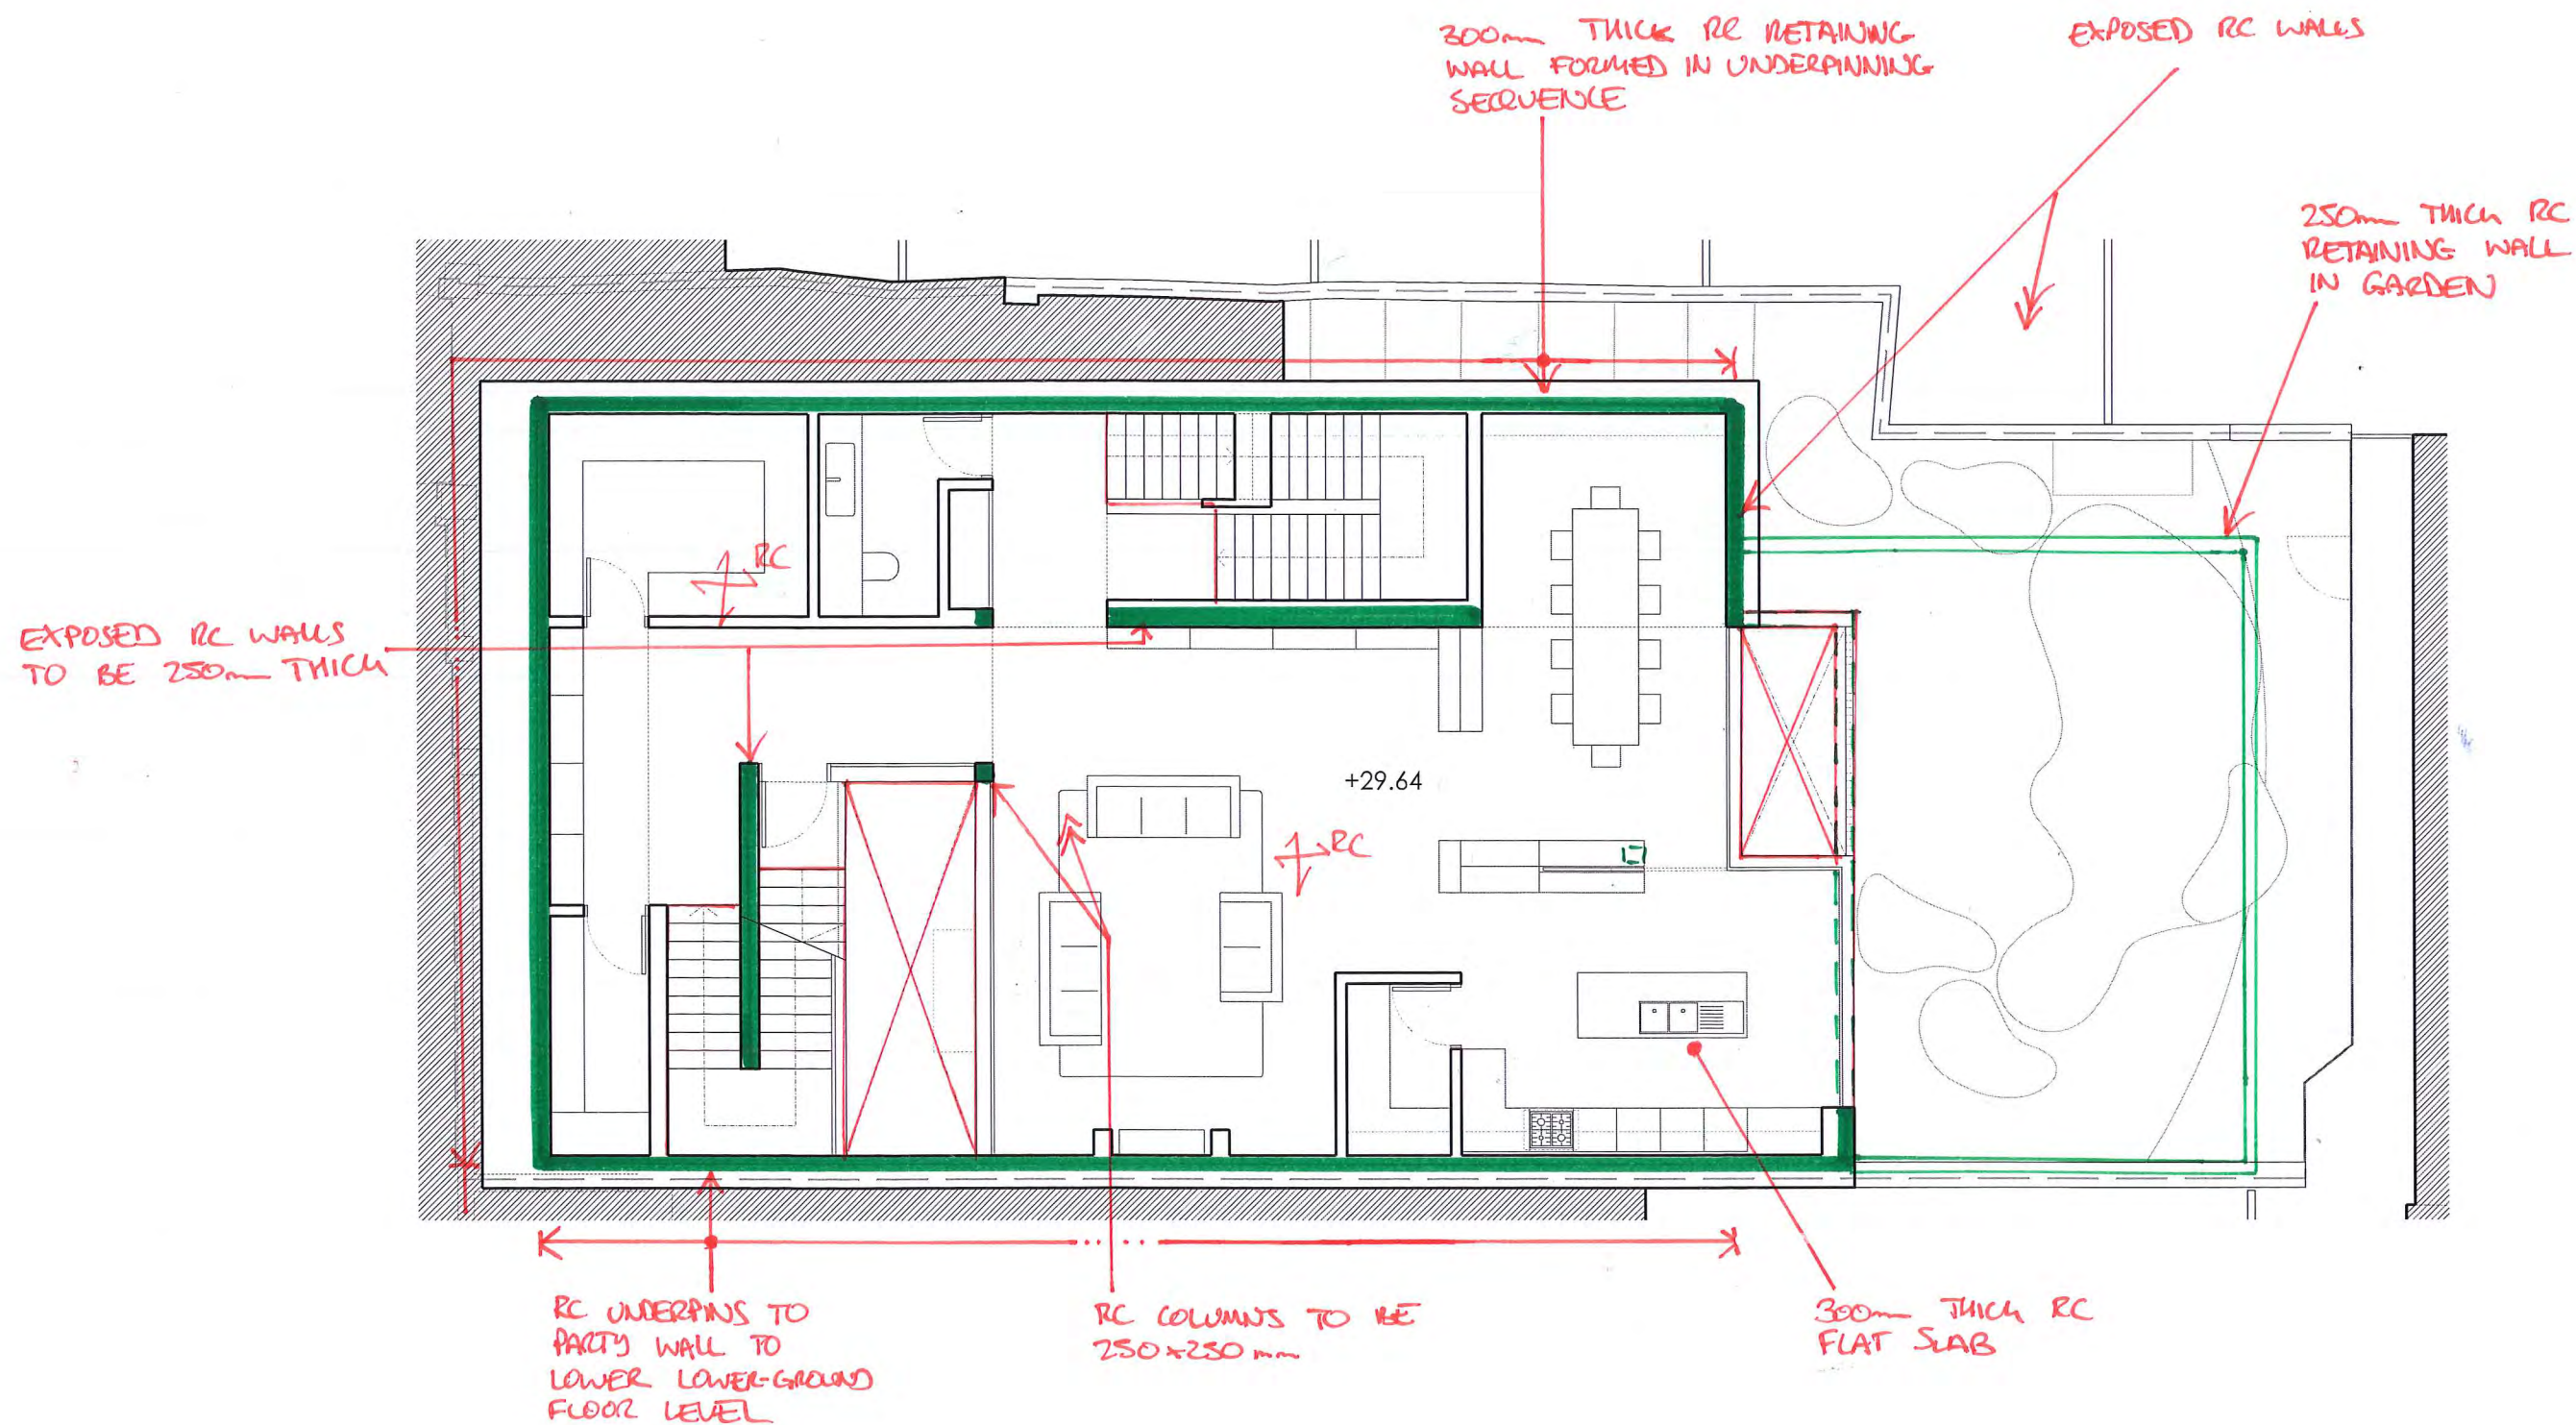 300mm THICK RC RETAINING
WALL FORMED IN UNDERPINNING
SEQUENCE
EXPOSED RC WALLS
250mm THICK RC
RETAINING WALL
IN GARDEN
RC
EXPOSED RC WALLS
TO BE 250mm THICK
+29.64
RC
RC UNDERPINS TO
PARTY WALL TO
LOWER LOWER-GROUND
FLOOR LEVEL
RC COLUMNS TO BE
250x250mm
300mm THICK RC
FLAT SLAB